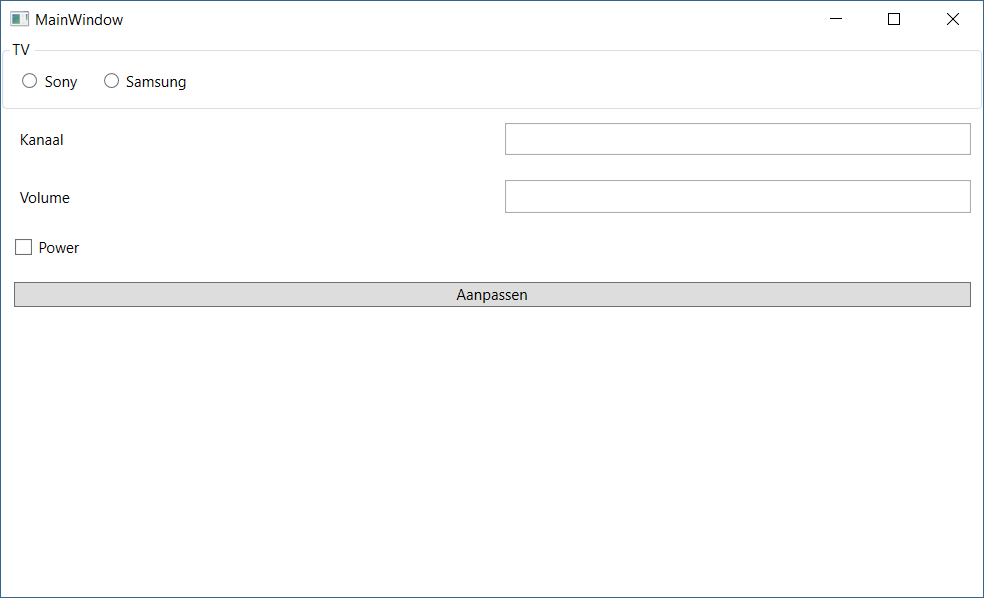 MainWindow
TV
Sony Samsung
Kanaal
Volume
Power
Aanpassen